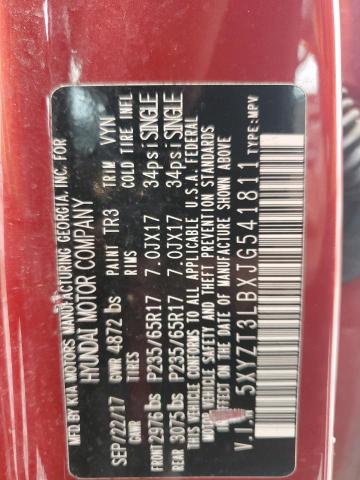 MFD. BY KIA MOTORS MANUFACTURING GEORGIA, INC. FOR
HYUNDAI MOTOR COMPANY
SEP/22/17 PAINT TR3 TRIM VYN
GVWR 4872 lbs
TIRES RIMS COLD TIRE INFL
FRONT 2976 lbs P235/65R17 7.0JX17 34psi SINGLE
REAR 3075 lbs P235/65R17 7.0JX17 34psi SINGLE
THIS VEHICLE CONFORMS TO ALL APPLICABLE U.S.A. FEDERAL
MOTOR VEHICLE SAFETY, BUMPER AND THEFT PREVENTION STANDARDS
IN EFFECT ON THE DATE OF MANUFACTURE SHOWN ABOVE.
5XYZT3LBXJG541811 TYPE:MPV